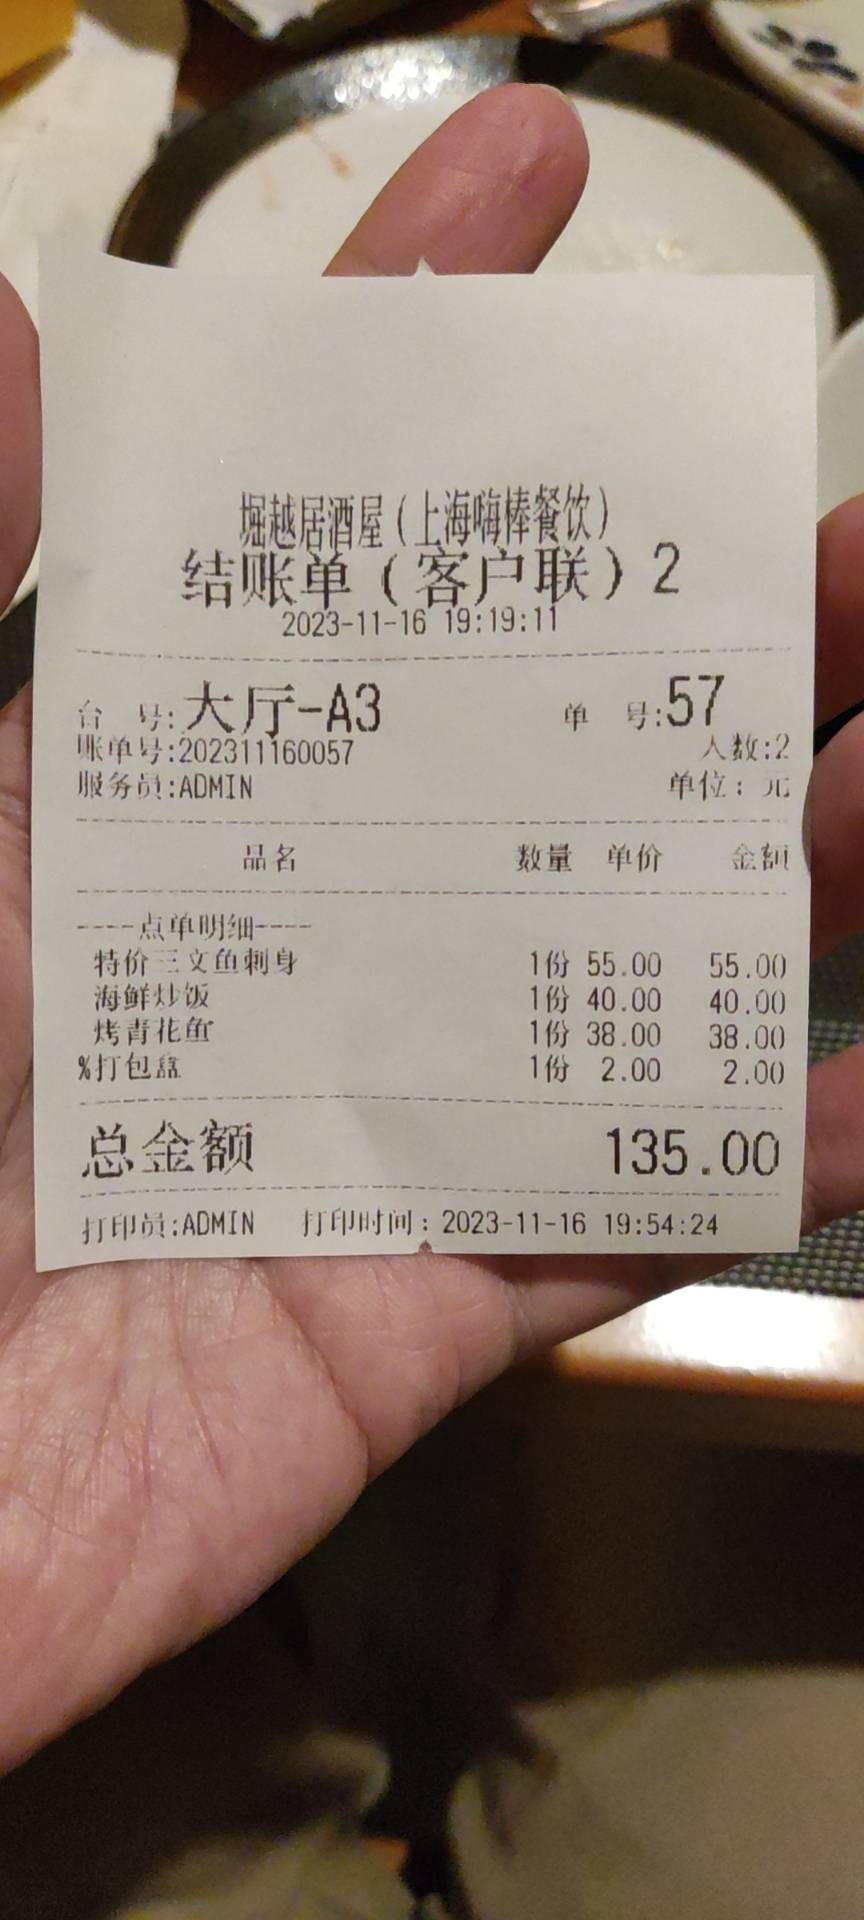 堀越居酒屋(上海嗨棒餐饮)
结账单(客户联)2
2023-11-16 19:19:11
台 号:大厅-A3 单 号:57
账单号:202311160057 人数:2
服务员:ADMIN 单位: 元
品名 数量 单价 金额
----点单明细----
特价三文鱼刺身 1份 55.00 55.00
海鲜炒饭 1份 40.00 40.00
烤青花鱼 1份 38.00 38.00
%打包盒 1份 2.00 2.00
总金额 135.00
打印员:ADMIN 打印时间: 2023-11-16 19:54:24